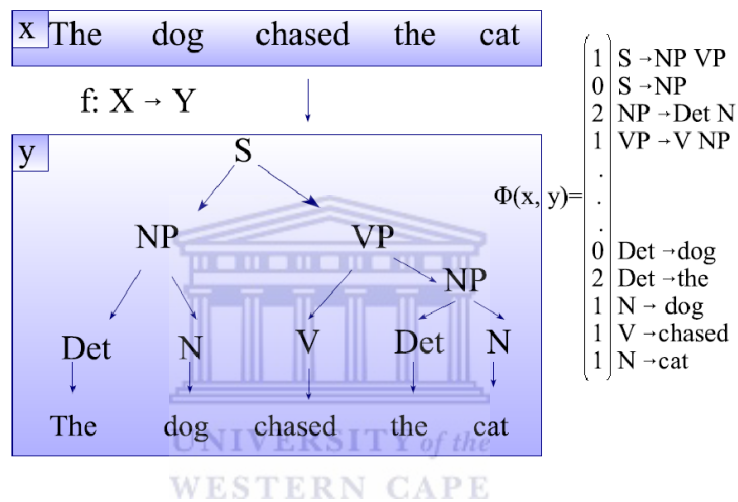 x The dog chased the cat
f: X → Y
y
S
NP VP
NP
Det N V Det N
The dog chased the cat
Φ(x, y)=
1 S →NP VP
0 S →NP
2 NP →Det N
1 VP →V NP
.
.
.
0 Det →dog
2 Det →the
1 N → dog
1 V →chased
1 N →cat
UNIVERSITY of the
WESTERN CAPE